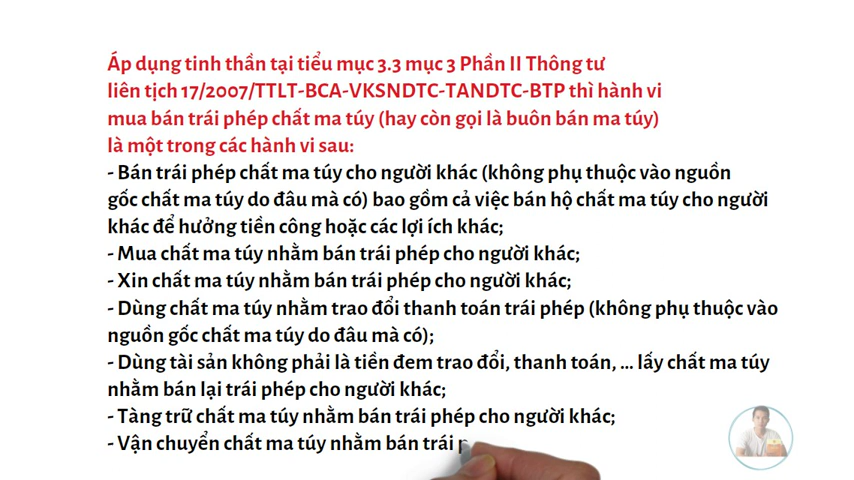 Áp dụng tinh thần tại tiểu mục 3.3 mục 3 Phần II Thông tư
liên tịch 17/2007/TTLT-BCA-VKSNDTC-TANDTC-BTP thì hành vi
mua bán trái phép chất ma túy (hay còn gọi là buôn bán ma túy)
là một trong các hành vi sau:
- Bán trái phép chất ma túy cho người khác (không phụ thuộc vào nguồn
gốc chất ma túy do đâu mà có) bao gồm cả việc bán hộ chất ma túy cho người
khác để hưởng tiền công hoặc các lợi ích khác;
- Mua chất ma túy nhằm bán trái phép cho người khác;
- Xin chất ma túy nhằm bán trái phép cho người khác;
- Dùng chất ma túy nhằm trao đổi thanh toán trái phép (không phụ thuộc vào
nguồn gốc chất ma túy do đâu mà có);
- Dùng tài sản không phải là tiền đem trao đổi, thanh toán, ... lấy chất ma túy
nhằm bán lại trái phép cho người khác;
- Tàng trữ chất ma túy nhằm bán trái phép cho người khác;
- Vận chuyển chất ma túy nhằm bán trái